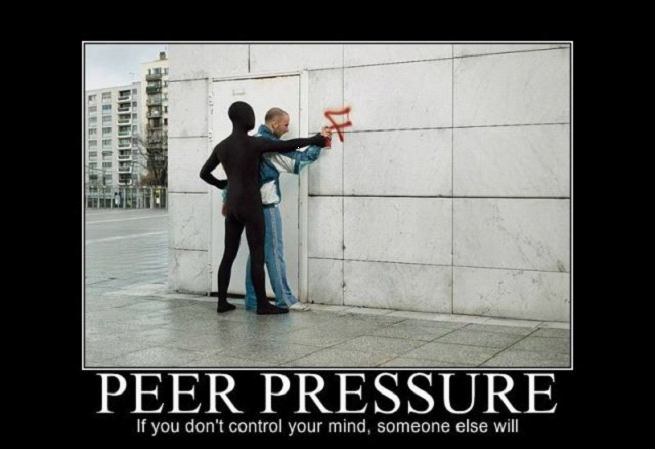 PEER PRESSURE
If you don't control your mind, someone else will